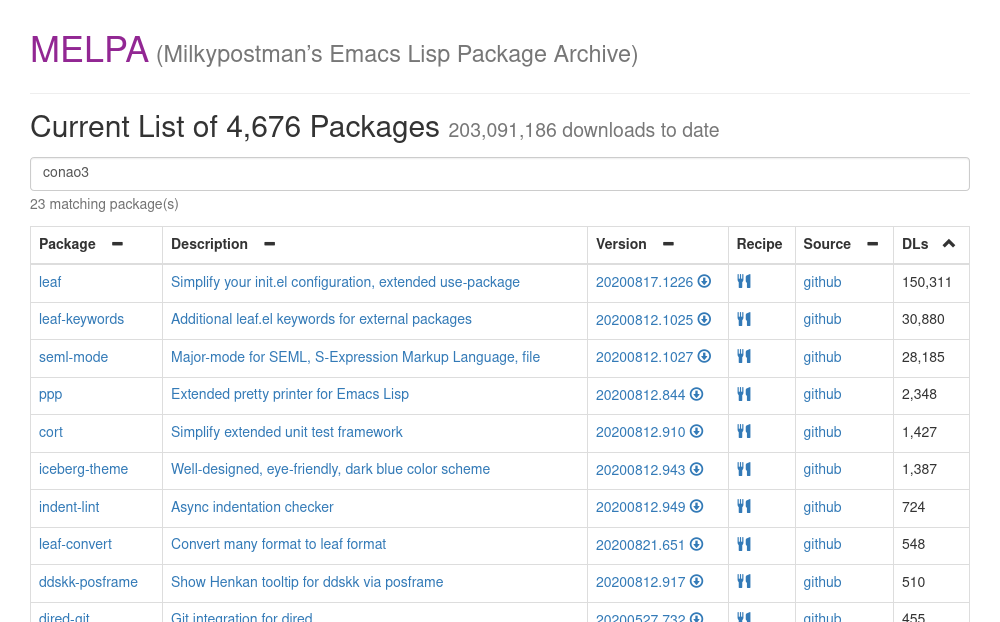 MELPA (Milkypostman’s Emacs Lisp Package Archive)
Current List of 4,676 Packages 203,091,186 downloads to date
conao3
23 matching package(s)
Package Description Version Recipe Source DLs
leaf Simplify your init.el configuration, extended use-package 20200817.1226 github 150,311
leaf-keywords Additional leaf.el keywords for external packages 20200812.1025 github 30,880
seml-mode Major-mode for SEML, S-Expression Markup Language, file 20200812.1027 github 28,185
ppp Extended pretty printer for Emacs Lisp 20200812.844 github 2,348
cort Simplify extended unit test framework 20200812.910 github 1,427
iceberg-theme Well-designed, eye-friendly, dark blue color scheme 20200812.943 github 1,387
indent-lint Async indentation checker 20200812.949 github 724
leaf-convert Convert many format to leaf format 20200821.651 github 548
ddskk-posframe Show Henkan tooltip for ddskk via posframe 20200812.917 github 510
dired-git Git integration for dired 20200527.732 github 455